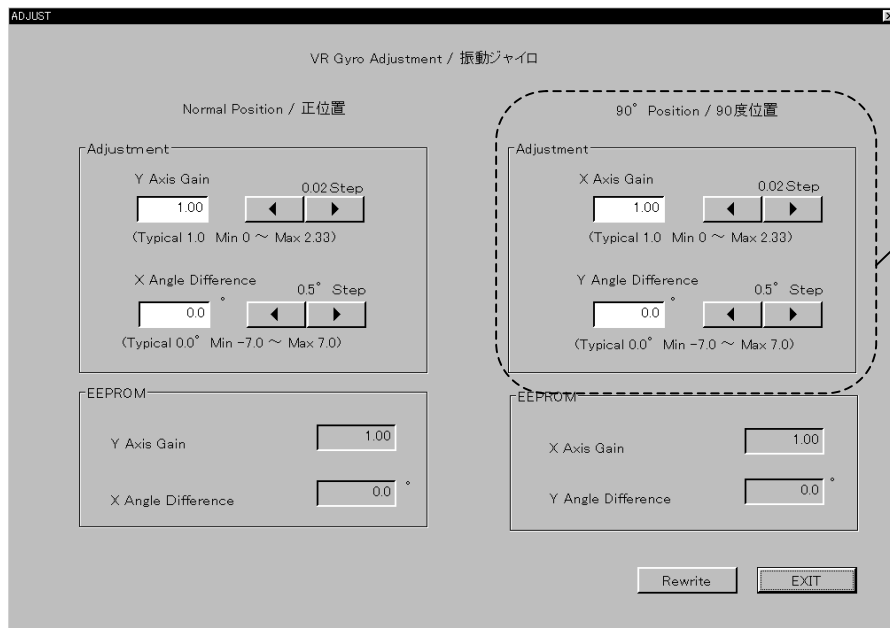 ADJUST
VR Gyro Adjustment / 振動ジャイロ
Normal Position / 正位置
Adjustment
Y Axis Gain
0.02 Step
1.00
(Typical 1.0 Min 0 ～ Max 2.33)
X Angle Difference
0.5° Step
0.0 °
(Typical 0.0° Min -7.0 ～ Max 7.0)
EEPROM
Y Axis Gain 1.00
X Angle Difference 0.0 °
90° Position / 90度位置
Adjustment
X Axis Gain
0.02 Step
1.00
(Typical 1.0 Min 0 ～ Max 2.33)
Y Angle Difference
0.5° Step
0.0 °
(Typical 0.0° Min -7.0 ～ Max 7.0)
EEPROM
X Axis Gain 1.00
Y Angle Difference 0.0 °
Rewrite EXIT